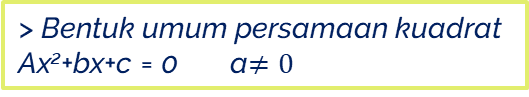 > Bentuk umum persamaan kuadrat
Ax²+bx+c = 0 a≠ 0